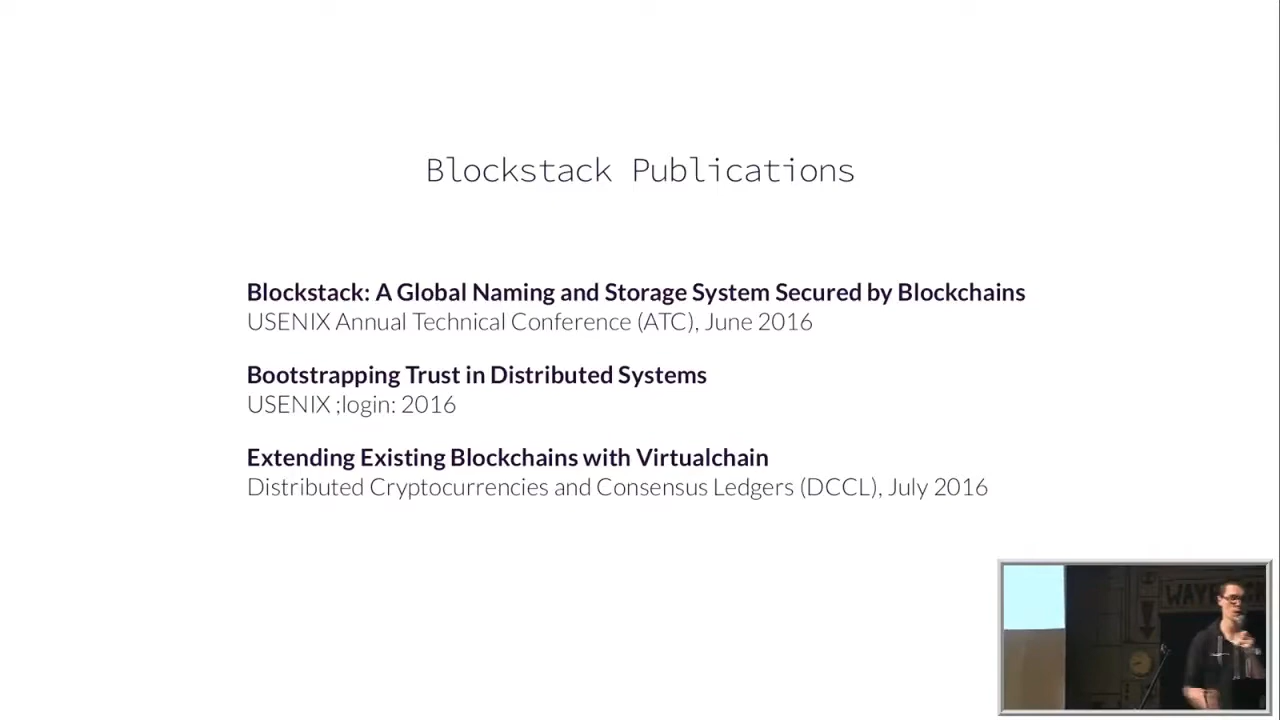 Blockstack Publications
Blockstack: A Global Naming and Storage System Secured by Blockchains
USENIX Annual Technical Conference (ATC), June 2016
Bootstrapping Trust in Distributed Systems
USENIX ;login: 2016
Extending Existing Blockchains with Virtualchain
Distributed Cryptocurrencies and Consensus Ledgers (DCCL), July 2016